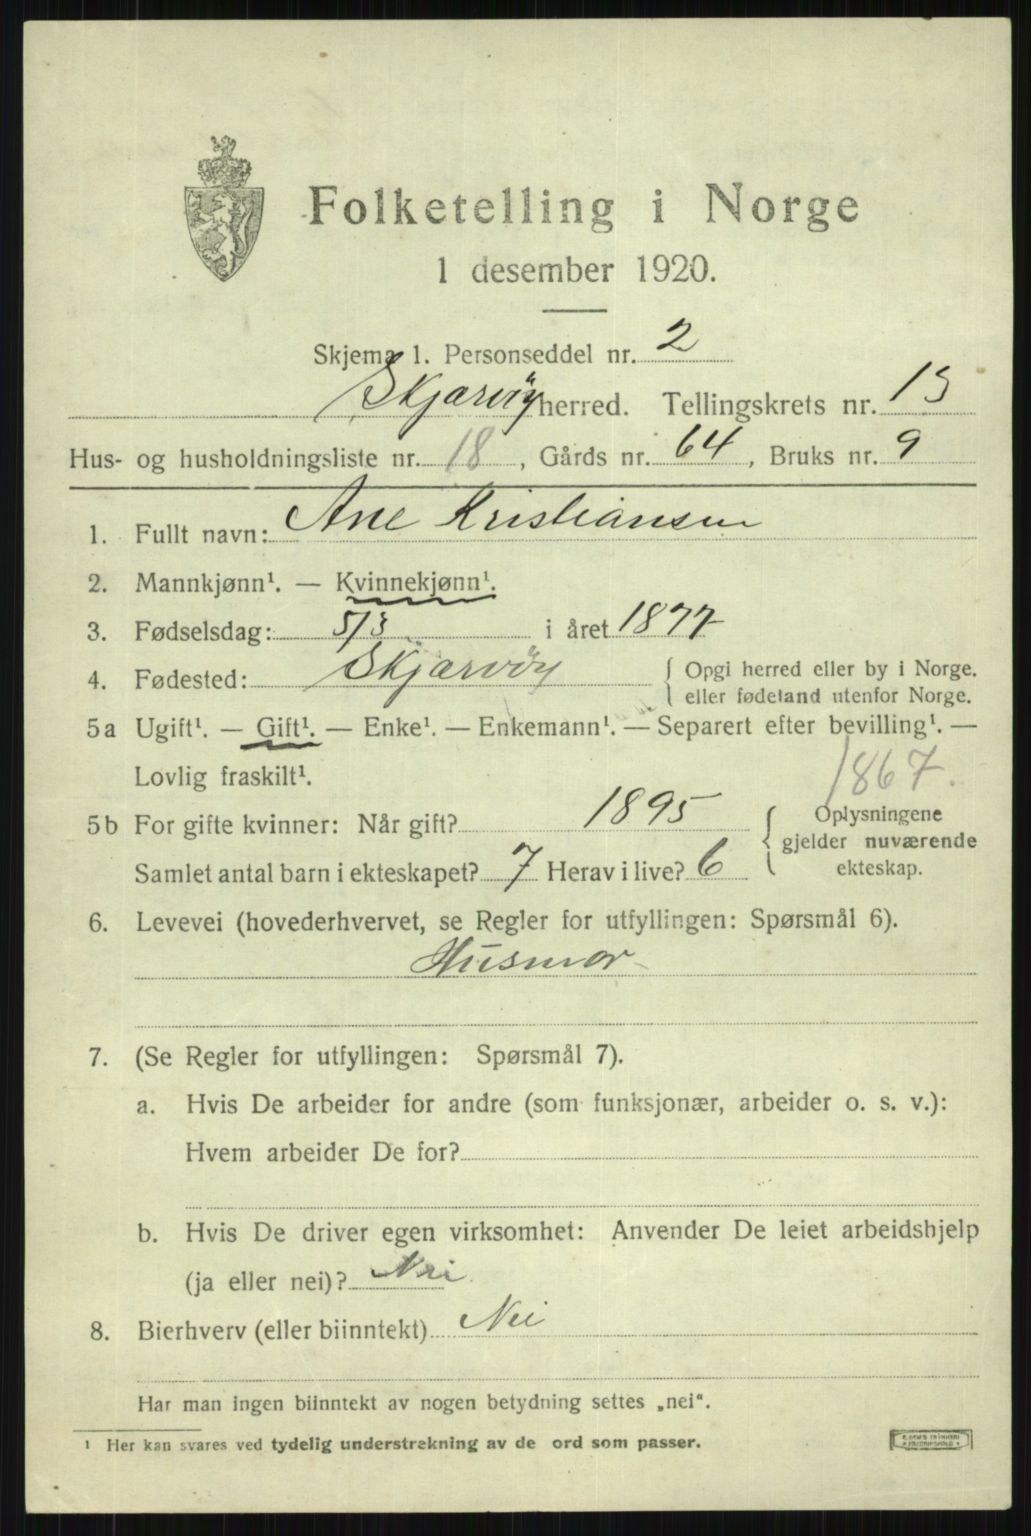 Folketelling i Norge
1 desember 1920.
Skjema 1. Personseddel nr. 2
Skjærvöy herred. Tellingskrets nr. 13
Hus- og husholdningsliste nr. 18, Gårds nr. 64, Bruks nr. 9
1. Fullt navn: Ane Kristiansen
2. Mannkjønn¹. — Kvinnekjønn¹.
3. Fødselsdag: 5/3 i året 1877
4. Fødested: Skjærvöy { Opgi herred eller by i Norge.
eller fødeland utenfor Norge.
5a Ugift¹. — Gift¹. — Enke¹. — Enkemann¹. — Separert efter bevilling¹. —
Lovlig fraskilt¹. 1867.
5b For gifte kvinner: Når gift? 1895 { Oplysningene
gjelder nuværende
Samlet antal barn i ekteskapet? 7 Herav i live? 6 ekteskap.
6. Levevei (hovederhvervet, se Regler for utfyllingen: Spørsmål 6).
Husmor
7. (Se Regler for utfyllingen: Spørsmål 7).
a. Hvis De arbeider for andre (som funksjonær, arbeider o. s. v.):
Hvem arbeider De for?
b. Hvis De driver egen virksomhet: Anvender De leiet arbeidshjelp
(ja eller nei)? Nei
8. Bierhverv (eller biinntekt) Nei
Har man ingen biinntekt av nogen betydning settes „nei“.
¹ Her kan svares ved tydelig understrekning av de ord som passer.